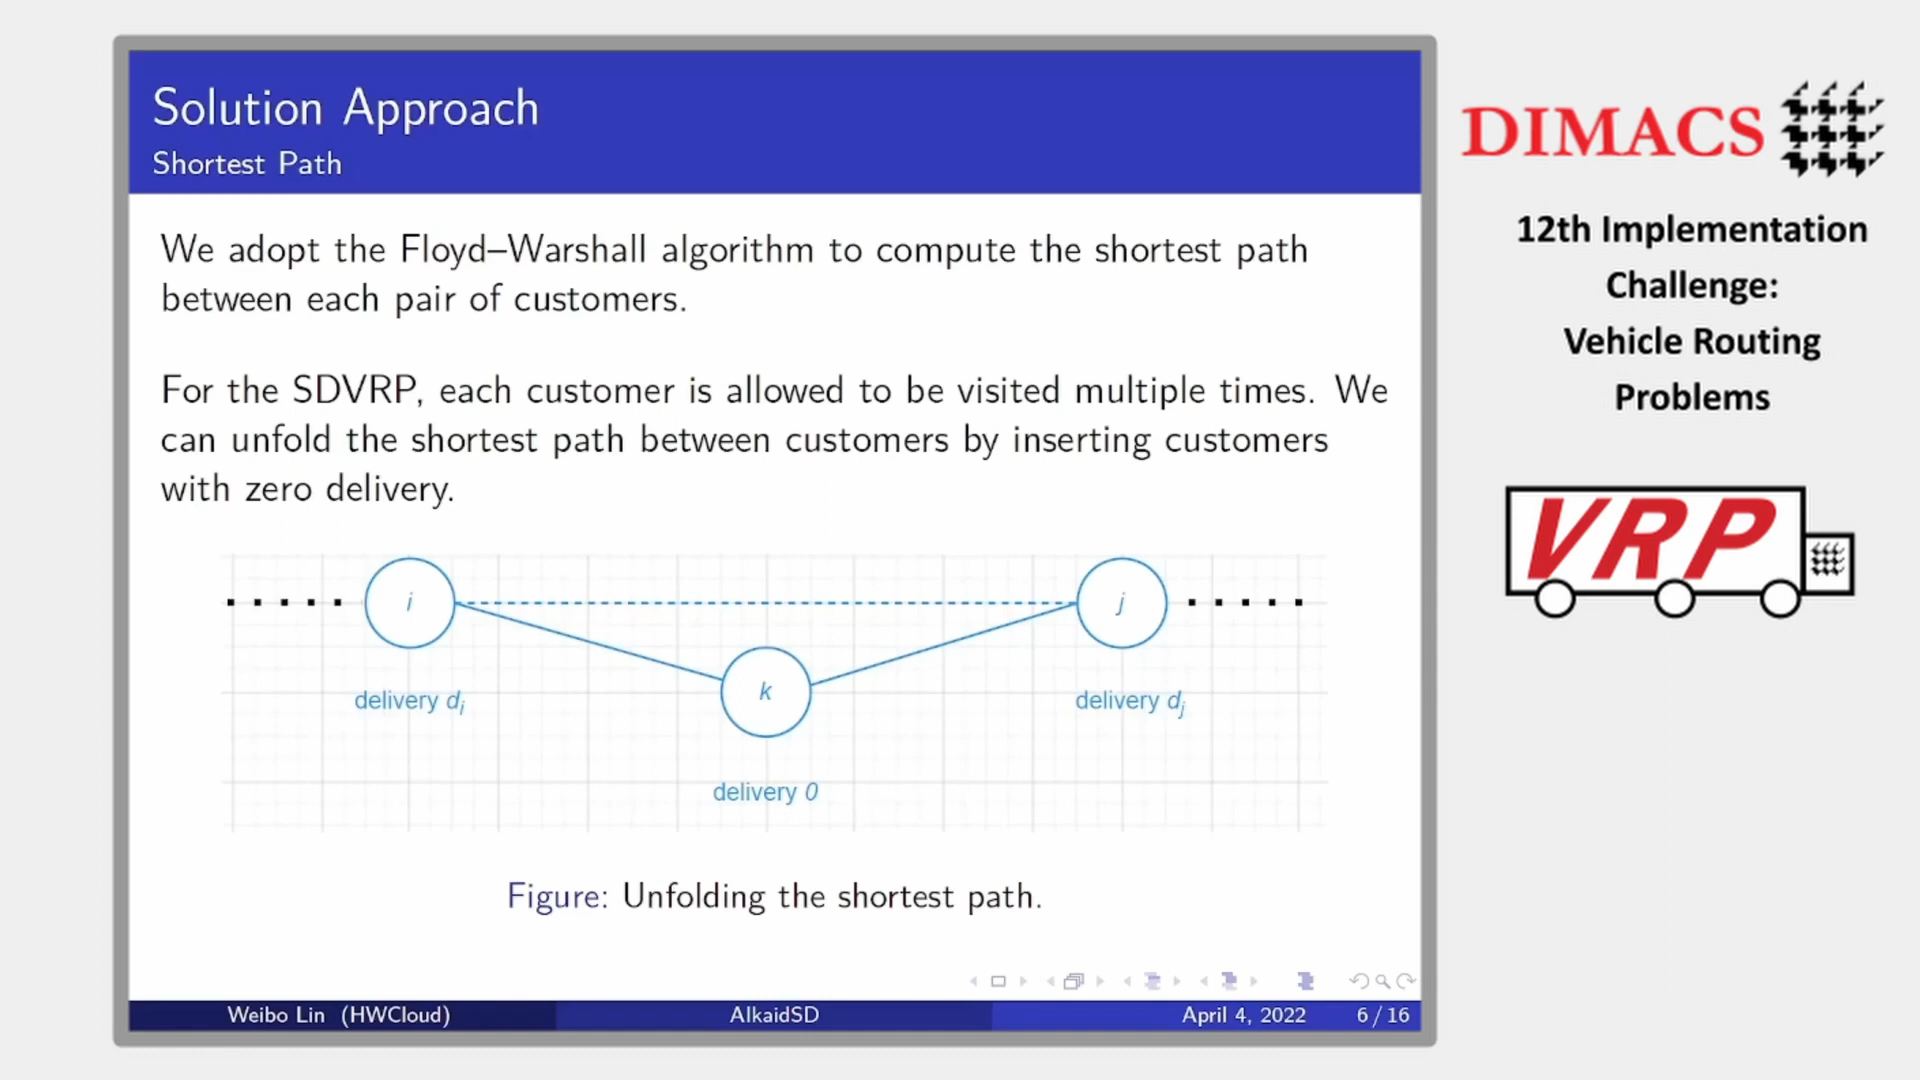 Solution Approach
Shortest Path
We adopt the Floyd–Warshall algorithm to compute the shortest path
between each pair of customers.
For the SDVRP, each customer is allowed to be visited multiple times. We
can unfold the shortest path between customers by inserting customers
with zero delivery.
i
j
k
delivery di
delivery dj
delivery 0
Figure: Unfolding the shortest path.
Weibo Lin (HWCloud)
AlkaidSD
April 4, 2022
6 / 16
DIMACS
12th Implementation
Challenge:
Vehicle Routing
Problems
VRP